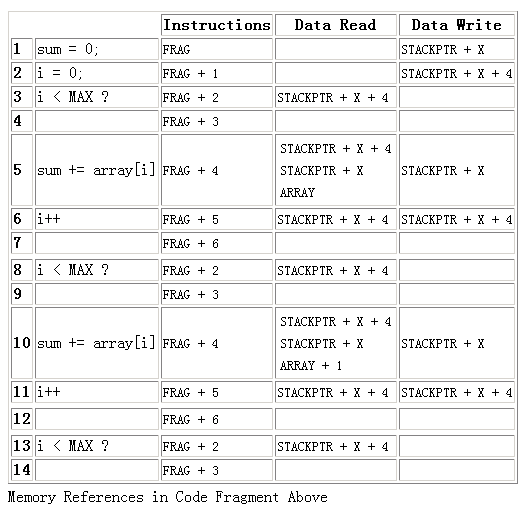 Instructions Data Read Data Write
1 sum = 0; FRAG STACKPTR + X
2 i = 0; FRAG + 1 STACKPTR + X + 4
3 i < MAX ? FRAG + 2 STACKPTR + X + 4
4 FRAG + 3
STACKPTR + X + 4
5 sum += array[i] FRAG + 4 STACKPTR + X STACKPTR + X
ARRAY
6 i++ FRAG + 5 STACKPTR + X + 4 STACKPTR + X + 4
7 FRAG + 6
8 i < MAX ? FRAG + 2 STACKPTR + X + 4
9 FRAG + 3
STACKPTR + X + 4
10 sum += array[i] FRAG + 4 STACKPTR + X STACKPTR + X
ARRAY + 1
11 i++ FRAG + 5 STACKPTR + X + 4 STACKPTR + X + 4
12 FRAG + 6
13 i < MAX ? FRAG + 2 STACKPTR + X + 4
14 FRAG + 3
Memory References in Code Fragment Above